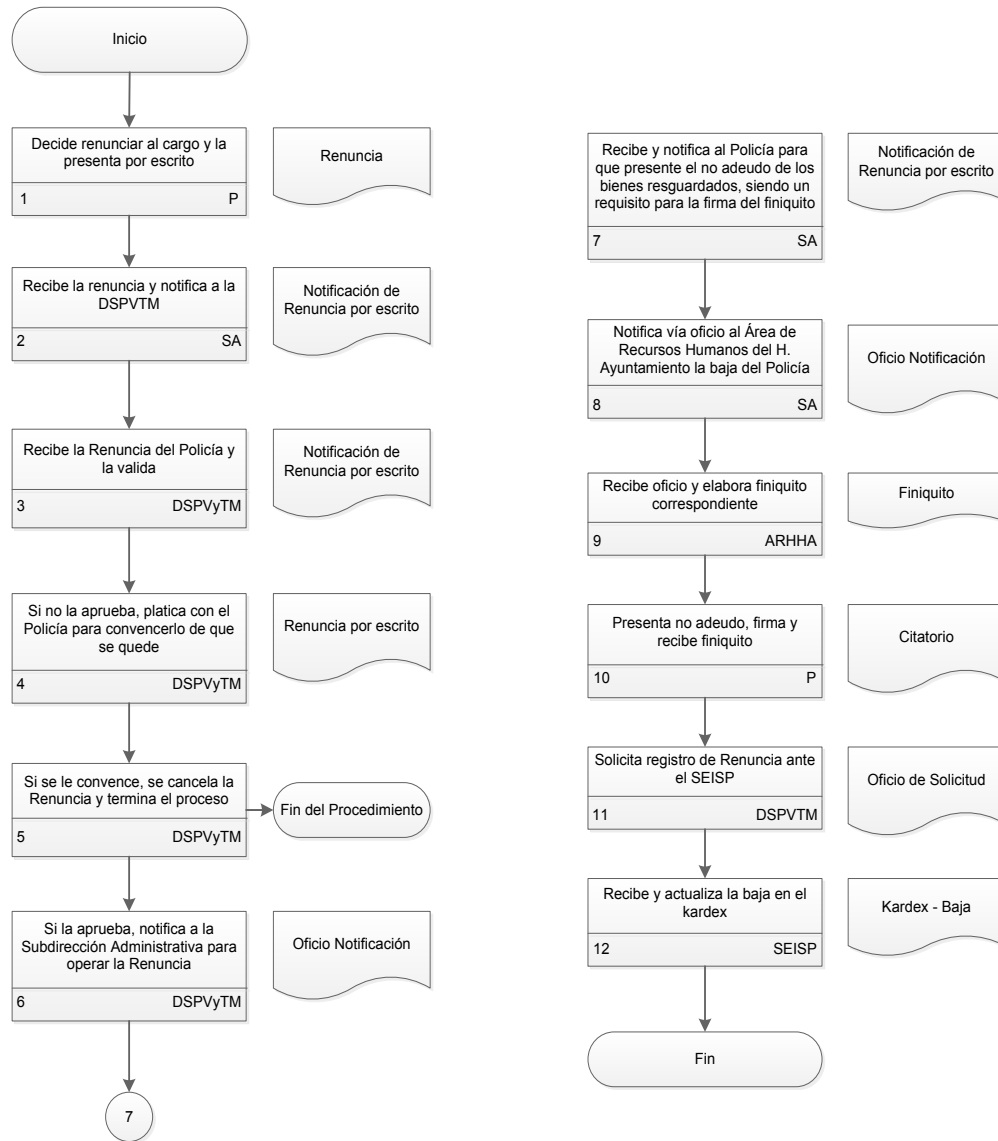 Inicio
Decide renunciar al cargo y la
presenta por escrito
1 P
Renuncia
Recibe la renuncia y notifica a la
DSPVTM
2 SA
Notificación de
Renuncia por escrito
Recibe la Renuncia del Policía y
la valida
3 DSPVyTM
Notificación de
Renuncia por escrito
Si no la aprueba, platica con el
Policía para convencerlo de que
se quede
4 DSPVyTM
Renuncia por escrito
Si se le convence, se cancela la
Renuncia y termina el proceso
5 DSPVyTM
Fin del Procedimiento
Si la aprueba, notifica a la
Subdirección Administrativa para
operar la Renuncia
6 DSPVyTM
Oficio Notificación
7
Recibe y notifica al Policía para
que presente el no adeudo de los
bienes resguardados, siendo un
requisito para la firma del finiquito
7 SA
Notificación de
Renuncia por escrito
Notifica vía oficio al Área de
Recursos Humanos del H.
Ayuntamiento la baja del Policía
8 SA
Oficio Notificación
Recibe oficio y elabora finiquito
correspondiente
9 ARHHA
Finiquito
Presenta no adeudo, firma y
recibe finiquito
10 P
Citatorio
Solicita registro de Renuncia ante
el SEISP
11 DSPVTM
Oficio de Solicitud
Recibe y actualiza la baja en el
kardex
12 SEISP
Kardex - Baja
Fin